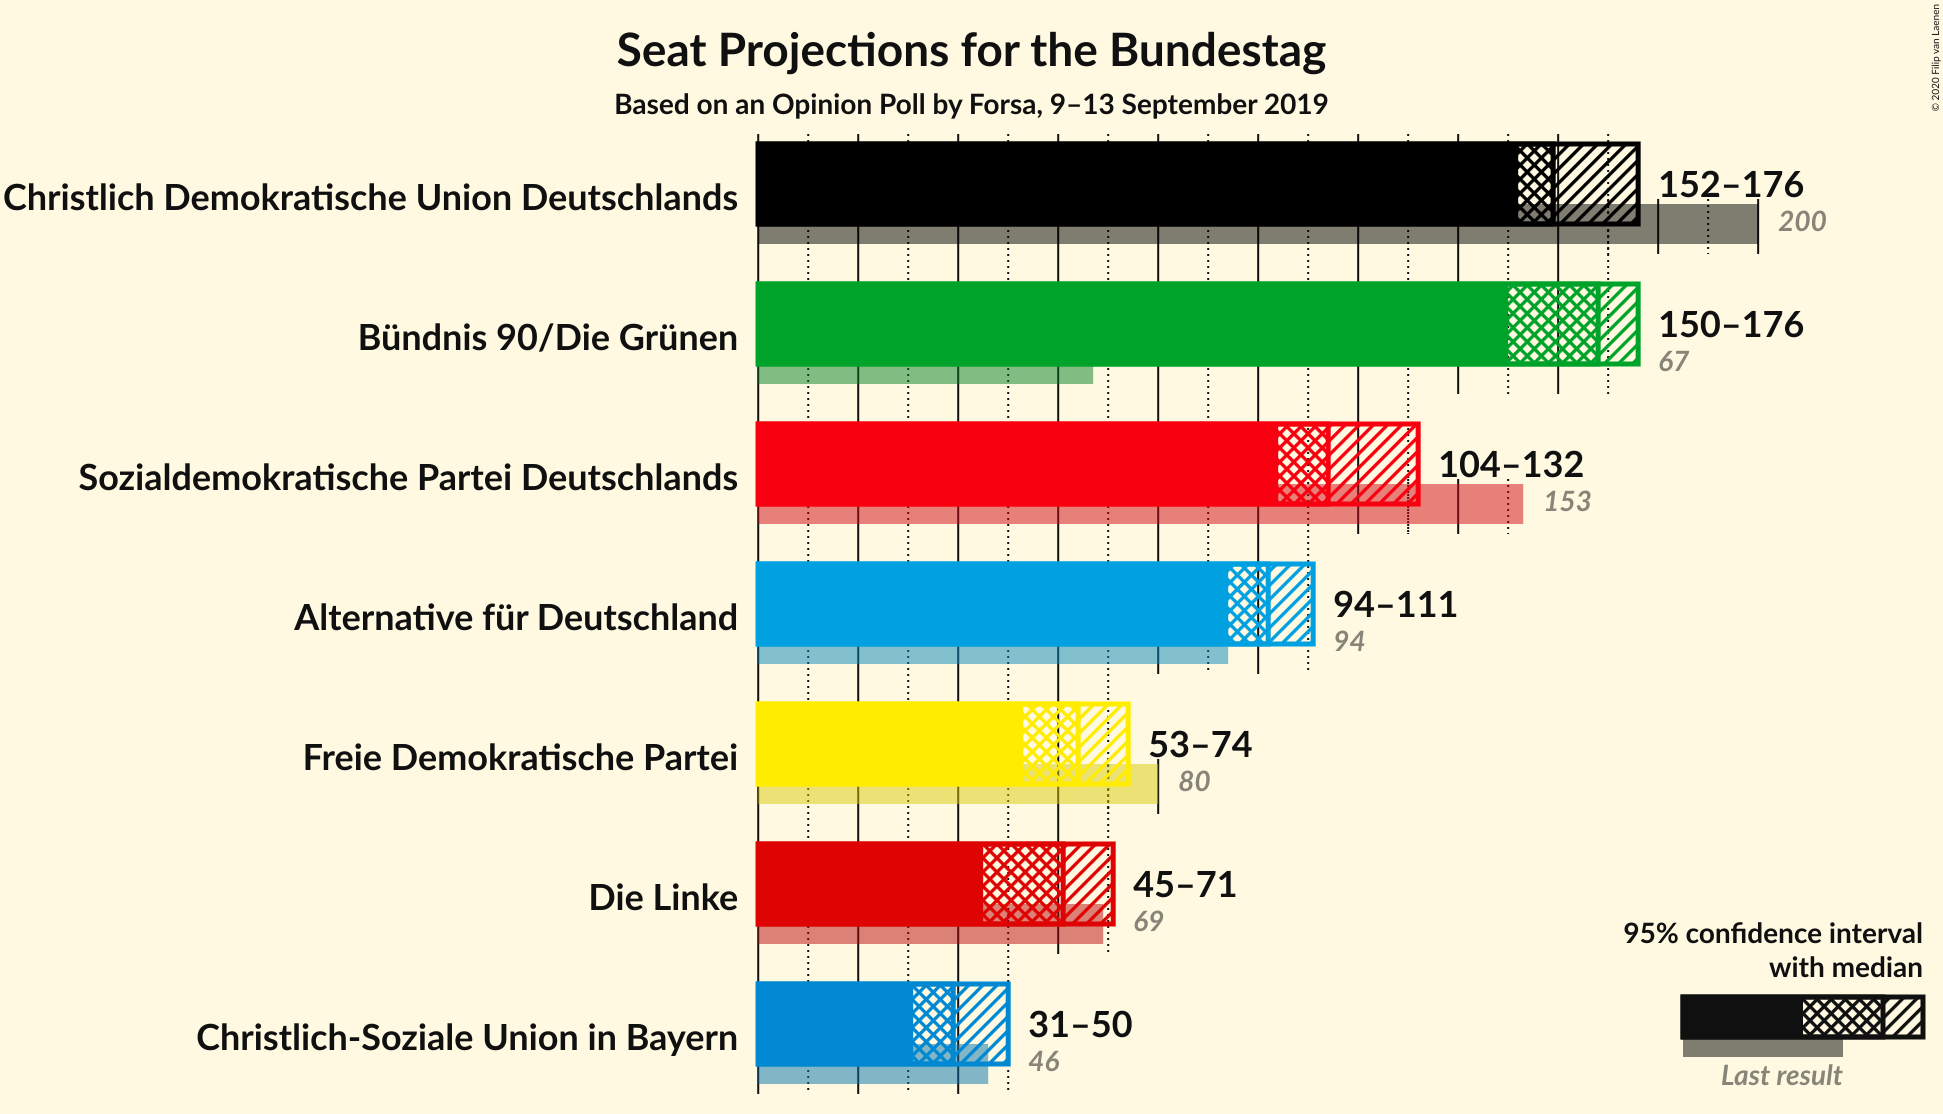 Seat Projections for the Bundestag
Based on an Opinion Poll by Forsa, 9–13 September 2019
© 2020 Filip van Laenen
Christlich Demokratische Union Deutschlands
152–176
200
Bündnis 90/Die Grünen
150–176
67
Sozialdemokratische Partei Deutschlands
104–132
153
Alternative für Deutschland
94–111
94
Freie Demokratische Partei
53–74
80
Die Linke
45–71
69
Christlich-Soziale Union in Bayern
31–50
46
95% confidence interval
with median
Last result